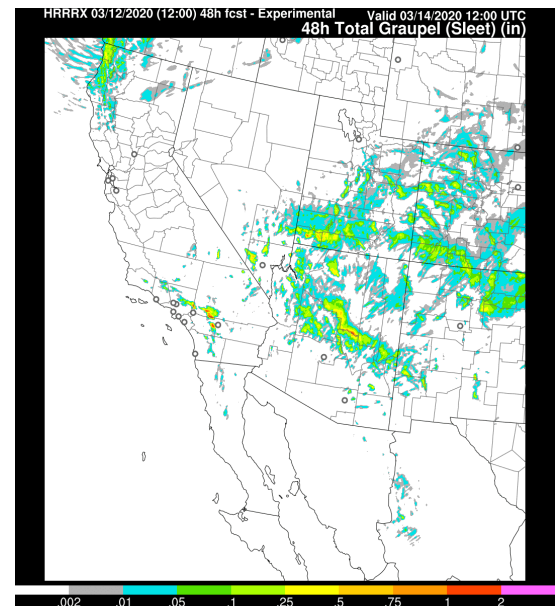 HRRRX 03/12/2020 (12:00) 48h fcst - Experimental Valid 03/14/2020 12:00 UTC
48h Total Graupel (Sleet) (in)
.002 .01 .05 .1 .25 .5 .75 1 2